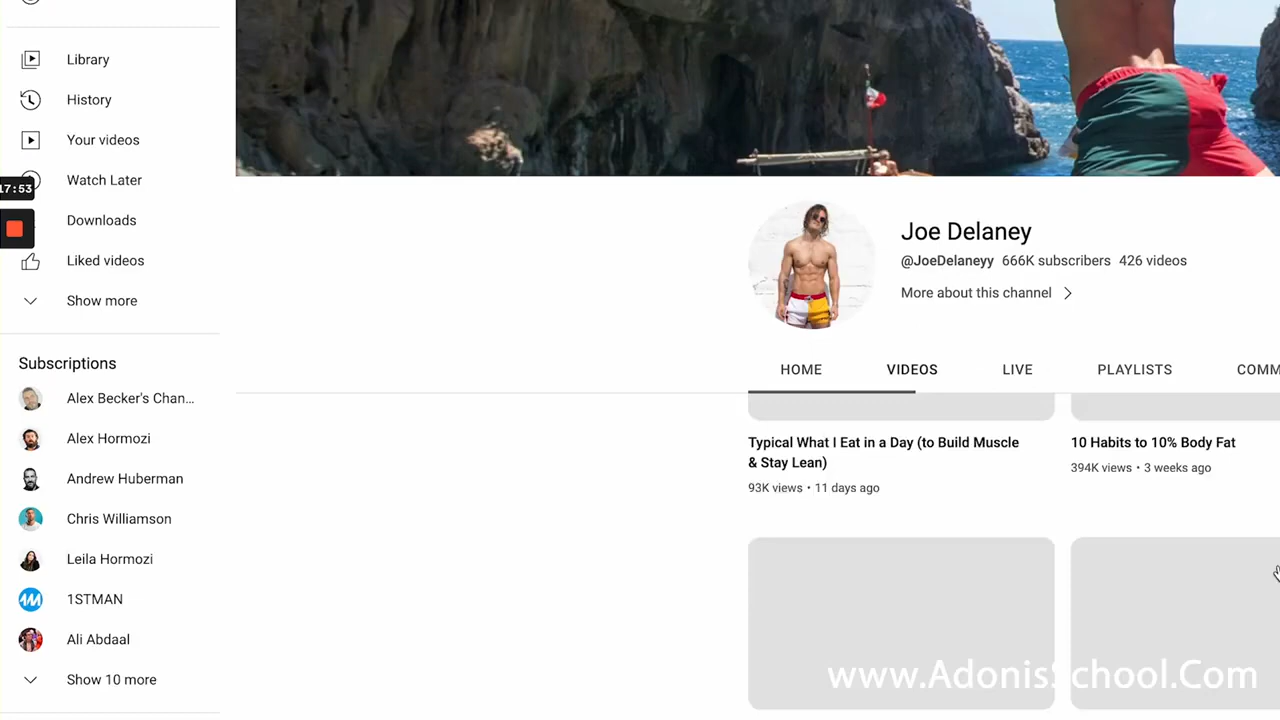 Library
History
Your videos
17:53
Watch Later
Downloads
Liked videos
Show more
Subscriptions
Alex Becker's Chan...
Alex Hormozi
Andrew Huberman
Chris Williamson
Leila Hormozi
1STMAN
Ali Abdaal
Show 10 more
Joe Delaney
@JoeDelaneyy 666K subscribers 426 videos
More about this channel
HOME VIDEOS LIVE PLAYLISTS COMM
Typical What I Eat in a Day (to Build Muscle
& Stay Lean)
93K views • 11 days ago
10 Habits to 10% Body Fat
394K views • 3 weeks ago
www.AdonisSchool.Com